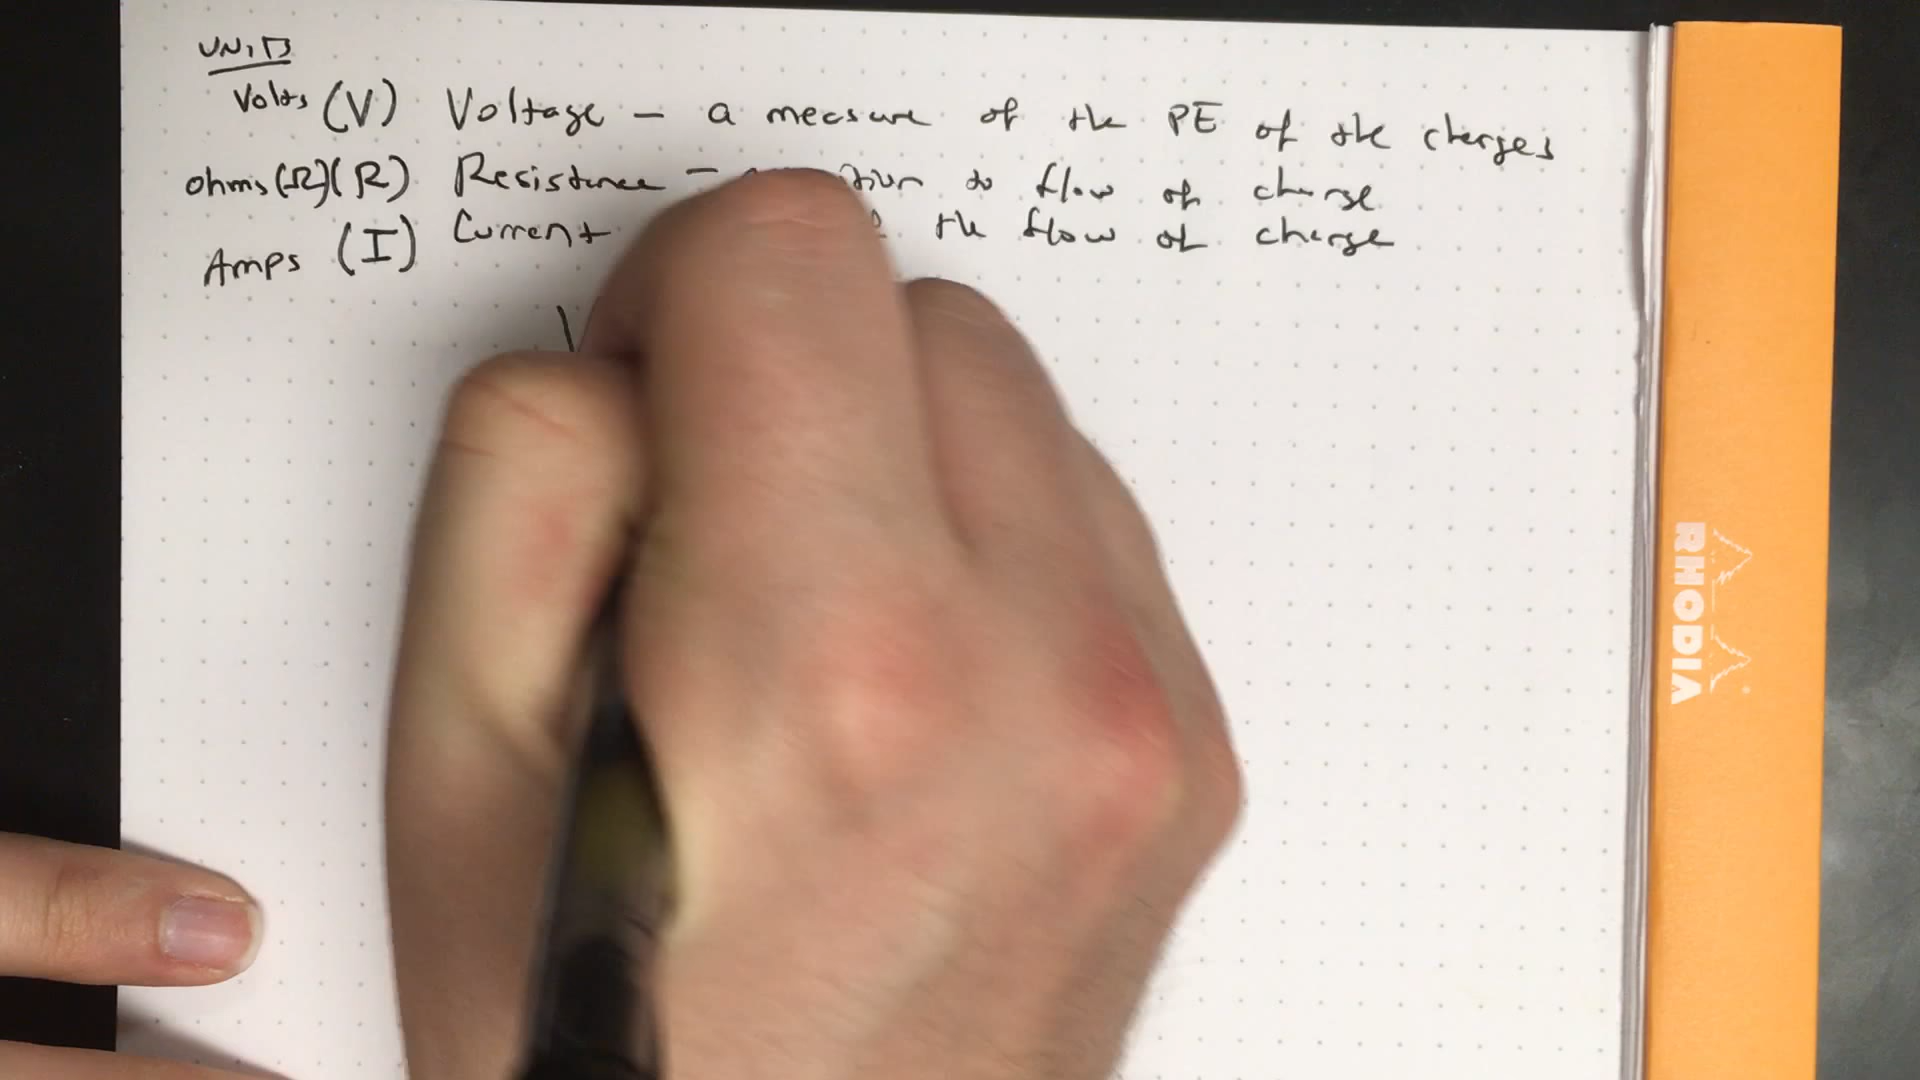 UNITS
Volts (V) Voltage – a measure of the PE of the charges
ohms (Ω) (R) Resistance – to flow of charge
Amps (I) Current the flow of charge
RHODIA